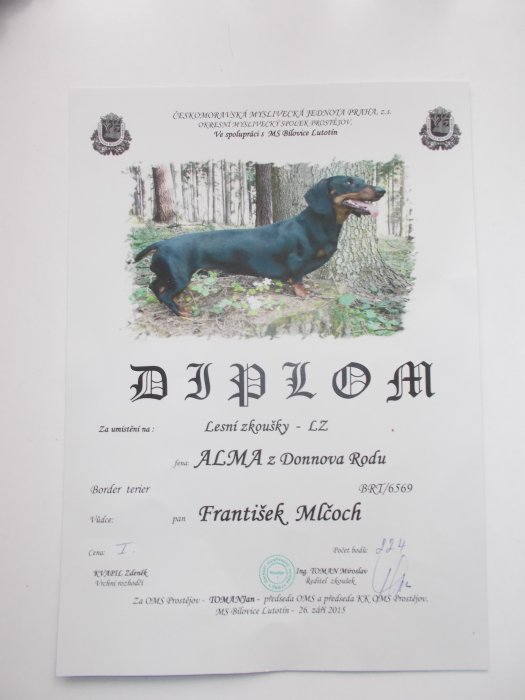 ČESKOMORAVSKÁ MYSLIVECKÁ JEDNOTA PRAHA, z.s.
OKRESNÍ MYSLIVECKÝ SPOLEK PROSTĚJOV,
Ve spolupráci s MS Bílovice Lutotín
DIPLOM
Za umístění na : Lesní zkoušky - LZ
fena: ALMA z Donnova Rodu
Border terier BRT/6569
Vůdce: pan František Mlčoch
Cena: I. Počet bodů: 224
KVAPIL Zdeněk Ing. TOMAN Miroslav
Vrchní rozhodčí Ředitel zkoušek
Za OMS Prostějov - TOMANJan - předseda OMS a předseda KK OMS Prostějov.
MS Bílovice Lutotín - 26. září 2015